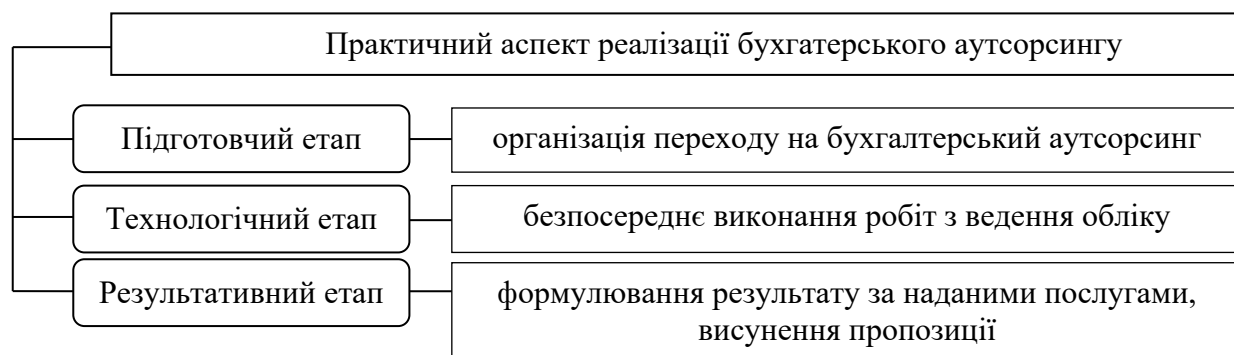 Практичний аспект реалізації бухгатерського аутсорсингу
Підготовчий етап
організація переходу на бухгалтерський аутсорсинг
Технологічний етап
безпосереднє виконання робіт з ведення обліку
Результативний етап
формулювання результату за наданими послугами,
висунення пропозиції